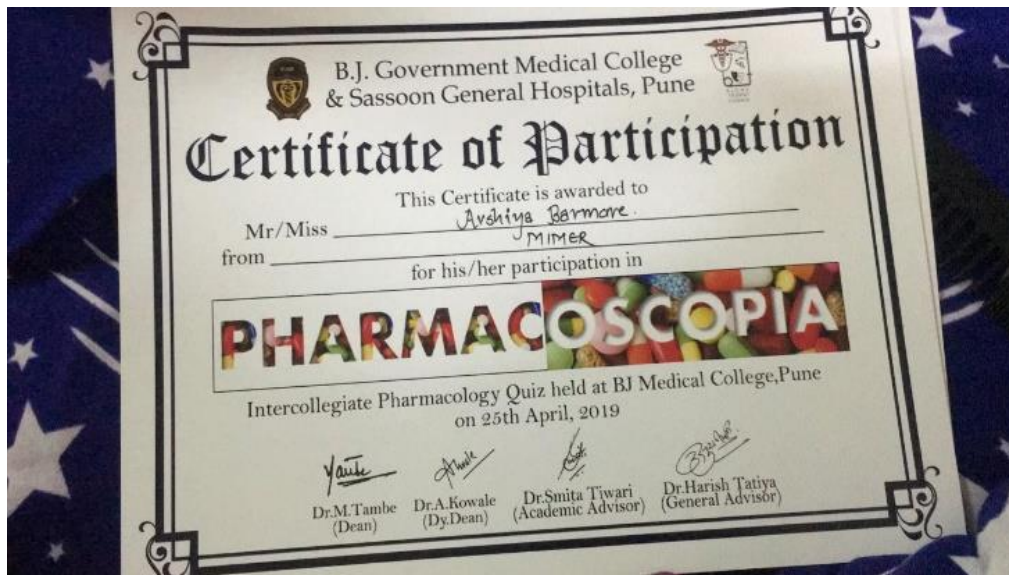 B.J. Government Medical College
& Sassoon General Hospitals, Pune
Certificate of Participation
This Certificate is awarded to
Mr/Miss Arshiya Barmore.
from MIMER
for his/her participation in
PHARMACOSCOPIA
Intercollegiate Pharmacology Quiz held at BJ Medical College,Pune
on 25th April, 2019
Dr.M.Tambe Dr.A.Kowale Dr.Smita Tiwari Dr.Harish Tatiya
(Dean) (Dy.Dean) (Academic Advisor) (General Advisor)